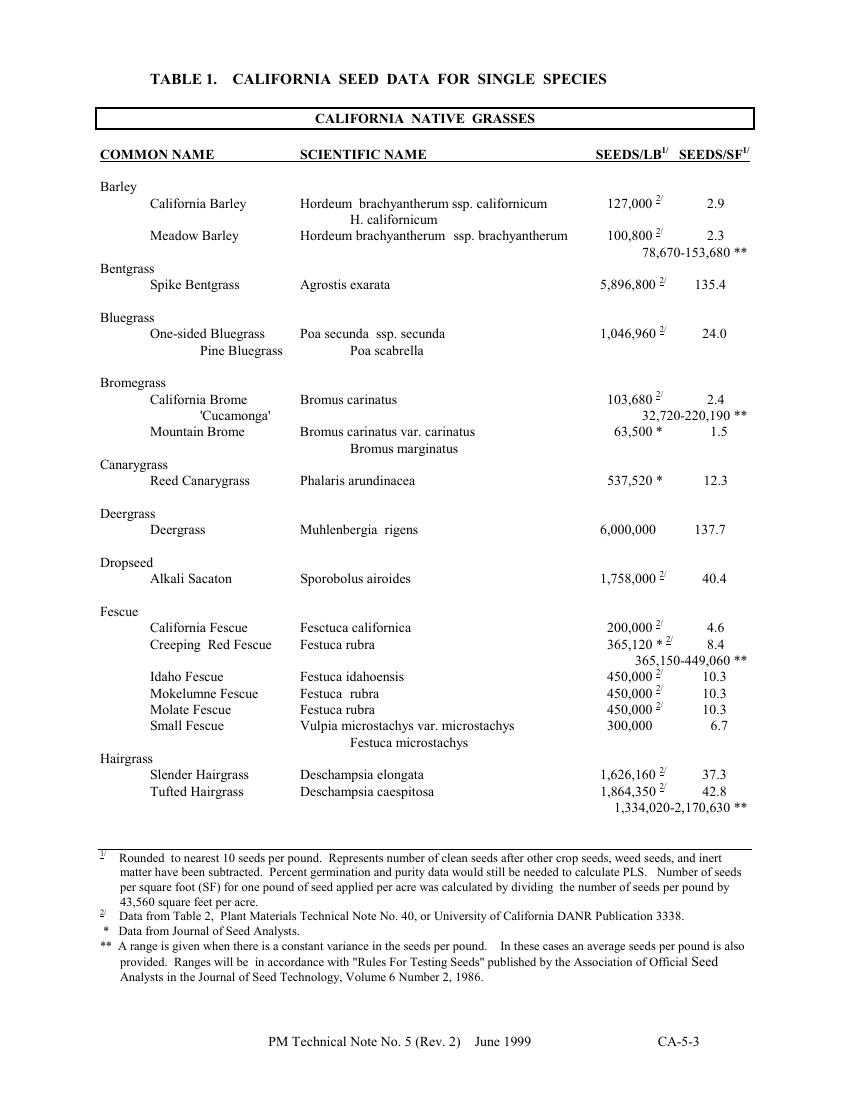 TABLE 1. CALIFORNIA SEED DATA FOR SINGLE SPECIES
CALIFORNIA NATIVE GRASSES
COMMON NAME SCIENTIFIC NAME SEEDS/LB1/ SEEDS/SF1/
Barley
California Barley Hordeum brachyantherum ssp. californicum 127,000 2/ 2.9
H. californicum
Meadow Barley Hordeum brachyantherum ssp. brachyantherum 100,800 2/ 2.3
78,670-153,680 **
Bentgrass
Spike Bentgrass Agrostis exarata 5,896,800 2/ 135.4
Bluegrass
One-sided Bluegrass Poa secunda ssp. secunda 1,046,960 2/ 24.0
Pine Bluegrass Poa scabrella
Bromegrass
California Brome Bromus carinatus 103,680 2/ 2.4
'Cucamonga' 32,720-220,190 **
Mountain Brome Bromus carinatus var. carinatus 63,500 * 1.5
Bromus marginatus
Canarygrass
Reed Canarygrass Phalaris arundinacea 537,520 * 12.3
Deergrass
Deergrass Muhlenbergia rigens 6,000,000 137.7
Dropseed
Alkali Sacaton Sporobolus airoides 1,758,000 2/ 40.4
Fescue
California Fescue Fesctuca californica 200,000 2/ 4.6
Creeping Red Fescue Festuca rubra 365,120 * 2/ 8.4
365,150-449,060 **
Idaho Fescue Festuca idahoensis 450,000 2/ 10.3
Mokelumne Fescue Festuca rubra 450,000 2/ 10.3
Molate Fescue Festuca rubra 450,000 2/ 10.3
Small Fescue Vulpia microstachys var. microstachys 300,000 6.7
Festuca microstachys
Hairgrass
Slender Hairgrass Deschampsia elongata 1,626,160 2/ 37.3
Tufted Hairgrass Deschampsia caespitosa 1,864,350 2/ 42.8
1,334,020-2,170,630 **
1/ Rounded to nearest 10 seeds per pound. Represents number of clean seeds after other crop seeds, weed seeds, and inert
matter have been subtracted. Percent germination and purity data would still be needed to calculate PLS. Number of seeds
per square foot (SF) for one pound of seed applied per acre was calculated by dividing the number of seeds per pound by
43,560 square feet per acre.
2/ Data from Table 2, Plant Materials Technical Note No. 40, or University of California DANR Publication 3338.
* Data from Journal of Seed Analysts.
** A range is given when there is a constant variance in the seeds per pound. In these cases an average seeds per pound is also
provided. Ranges will be in accordance with "Rules For Testing Seeds" published by the Association of Official Seed
Analysts in the Journal of Seed Technology, Volume 6 Number 2, 1986.
PM Technical Note No. 5 (Rev. 2) June 1999 CA-5-3